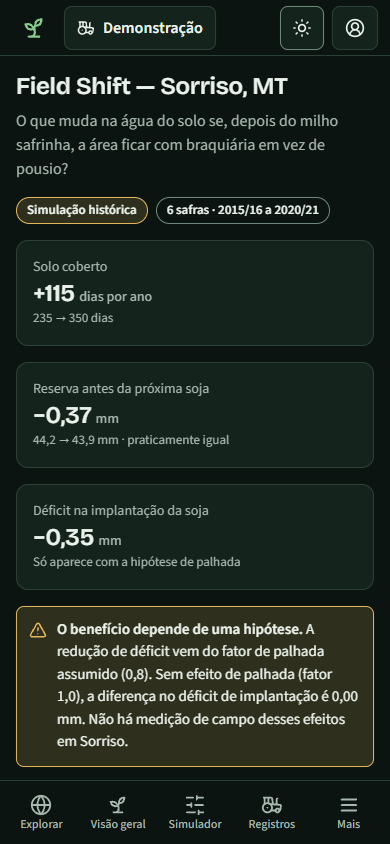 Demonstração
Field Shift — Sorriso, MT
O que muda na água do solo se, depois do milho
safrinha, a área ficar com braquiária em vez de
pousio?
Simulação histórica
6 safras · 2015/16 a 2020/21
Solo coberto
+115 dias por ano
235 → 350 dias
Reserva antes da próxima soja
−0,37 mm
44,2 → 43,9 mm · praticamente igual
Déficit na implantação da soja
−0,35 mm
Só aparece com a hipótese de palhada
O benefício depende de uma hipótese. A
redução de déficit vem do fator de palhada
assumido (0,8). Sem efeito de palhada (fator
1,0), a diferença no déficit de implantação é 0,00
mm. Não há medição de campo desses efeitos
em Sorriso.
Explorar
Visão geral
Simulador
Registros
Mais